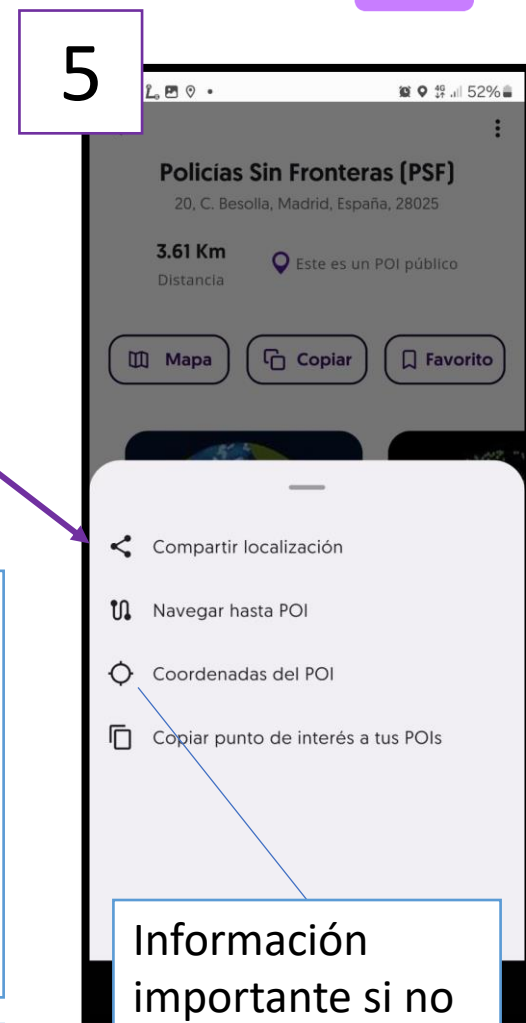 5
4G 52%
Policías Sin Fronteras (PSF)
20, C. Besolla, Madrid, España, 28025
3.61 Km
Distancia
Este es un POI público
Mapa
Copiar
Favorito
Compartir localización
Navegar hasta POI
Coordenadas del POI
Copiar punto de interés a tus POIs
Información
importante si no